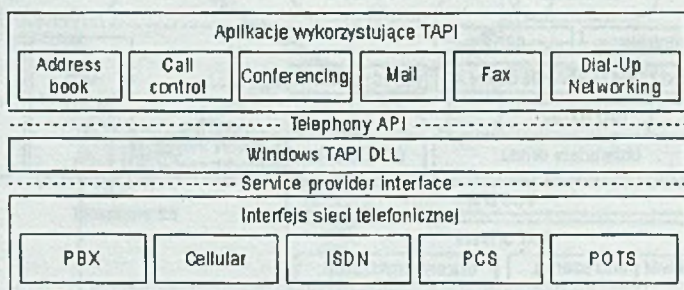 Aplikacje wykorzystujące TAPI
Address book
Call control
Conferencing
Mail
Fax
Dial-Up Networking
Telephony API
Windows TAPI DLL
Service provider interface
Interfejs sieci telefonicznej
PBX
Cellular
ISDN
PCS
POTS